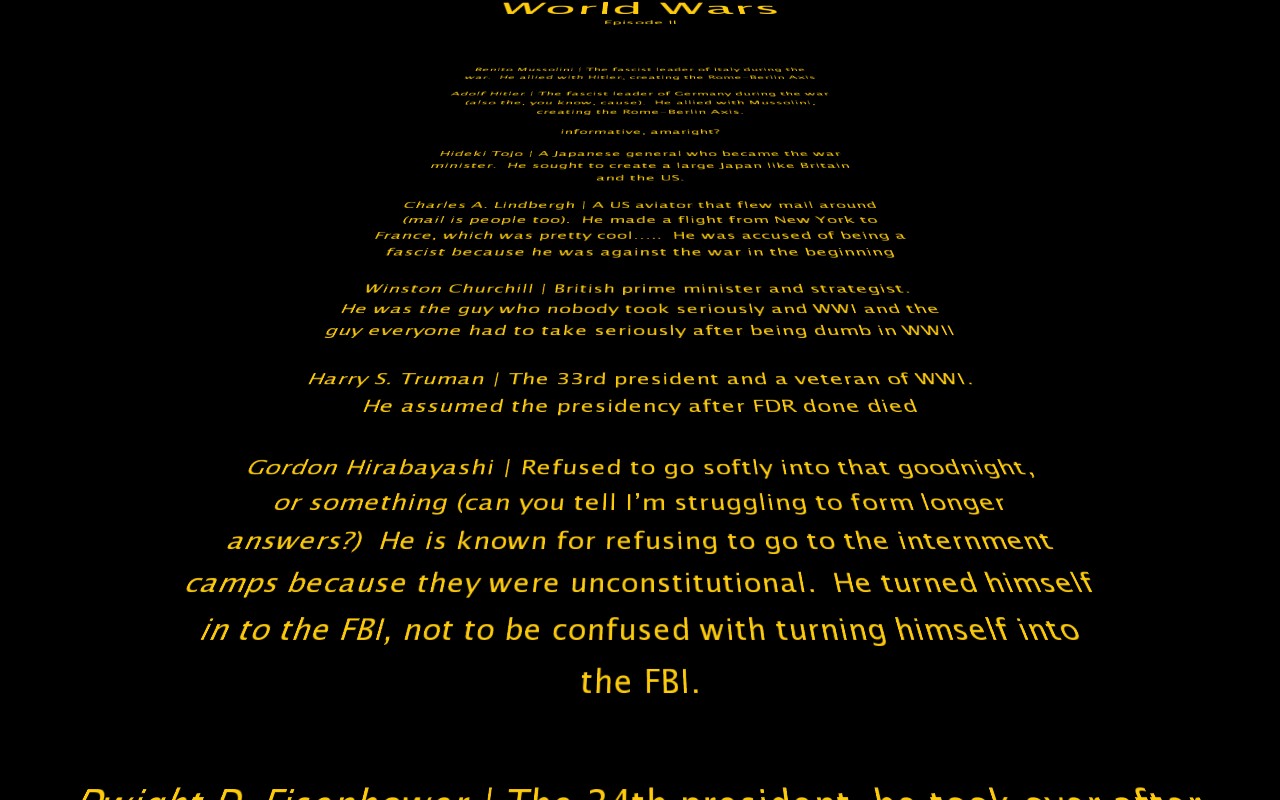 World Wars
Episode II
Benito Mussolini | The fascist leader of Italy during the
war.  He allied with Hitler, creating the Rome-Berlin Axis
Adolf Hitler | The fascist leader of Germany during the war
(also the, you know, cause).  He allied with Mussolini,
creating the Rome-Berlin Axis.
informative, amaright?
Hideki Tojo | A Japanese general who became the war
minister.  He sought to create a large Japan like Britain
and the US.
Charles A. Lindbergh | A US aviator that flew mail around
(mail is people too).  He made a flight from New York to
France, which was pretty cool.....  He was accused of being a
fascist because he was against the war in the beginning
Winston Churchill | British prime minister and strategist.
He was the guy who nobody took seriously and WWI and the
guy everyone had to take seriously after being dumb in WWII
Harry S. Truman | The 33rd president and a veteran of WWI.
He assumed the presidency after FDR done died
Gordon Hirabayashi | Refused to go softly into that goodnight,
or something (can you tell I'm struggling to form longer
answers?)  He is known for refusing to go to the internment
camps because they were unconstitutional.  He turned himself
in to the FBI, not to be confused with turning himself into
the FBI.
Dwight D. Eisenhower | The 34th president, he took over after